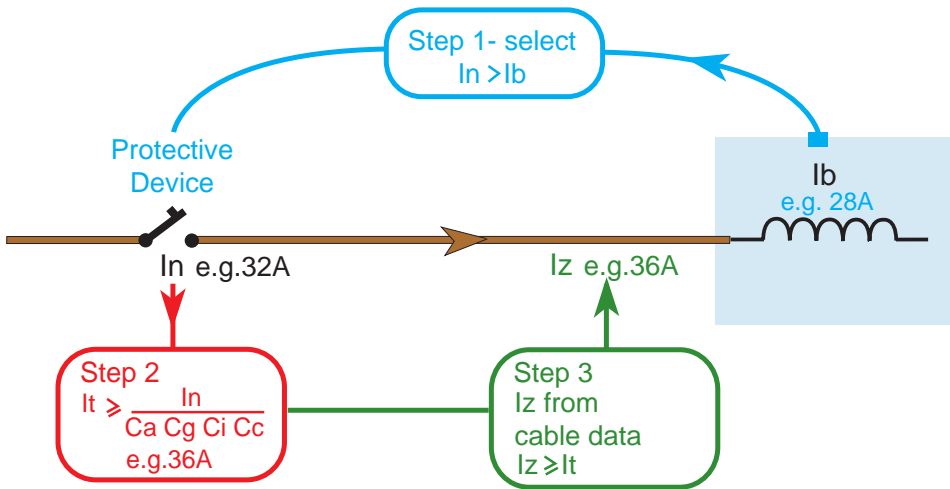 Step 1- select
In >Ib
Protective
Device
Ib
e.g. 28A
In e.g.32A
Iz e.g.36A
Step 2
It ⩾ In
Ca Cg Ci Cc
e.g.36A
Step 3
Iz from
cable data
Iz ⩾ It